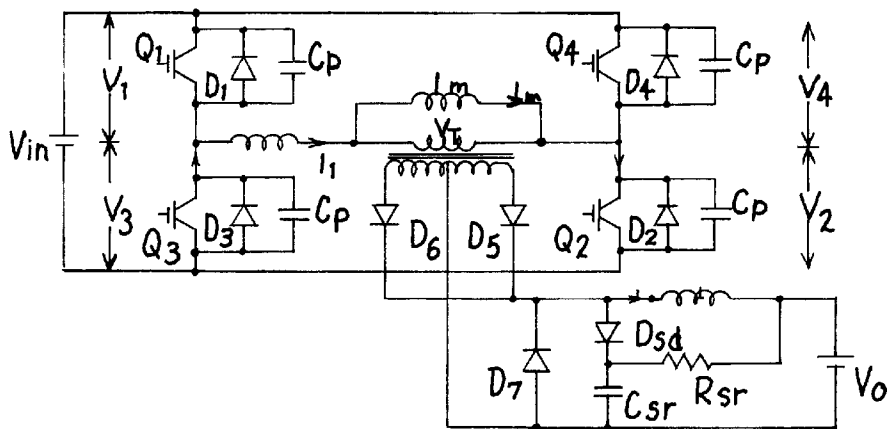 Q1
D1
Cp
V1
Q4
D4
Cp
V4
Lm
Im
VT
Vin
I1
V3
Q3
D3
Cp
D6
D5
Q2
D2
Cp
V2
Dsd
D7
Rsr
Csr
Vo